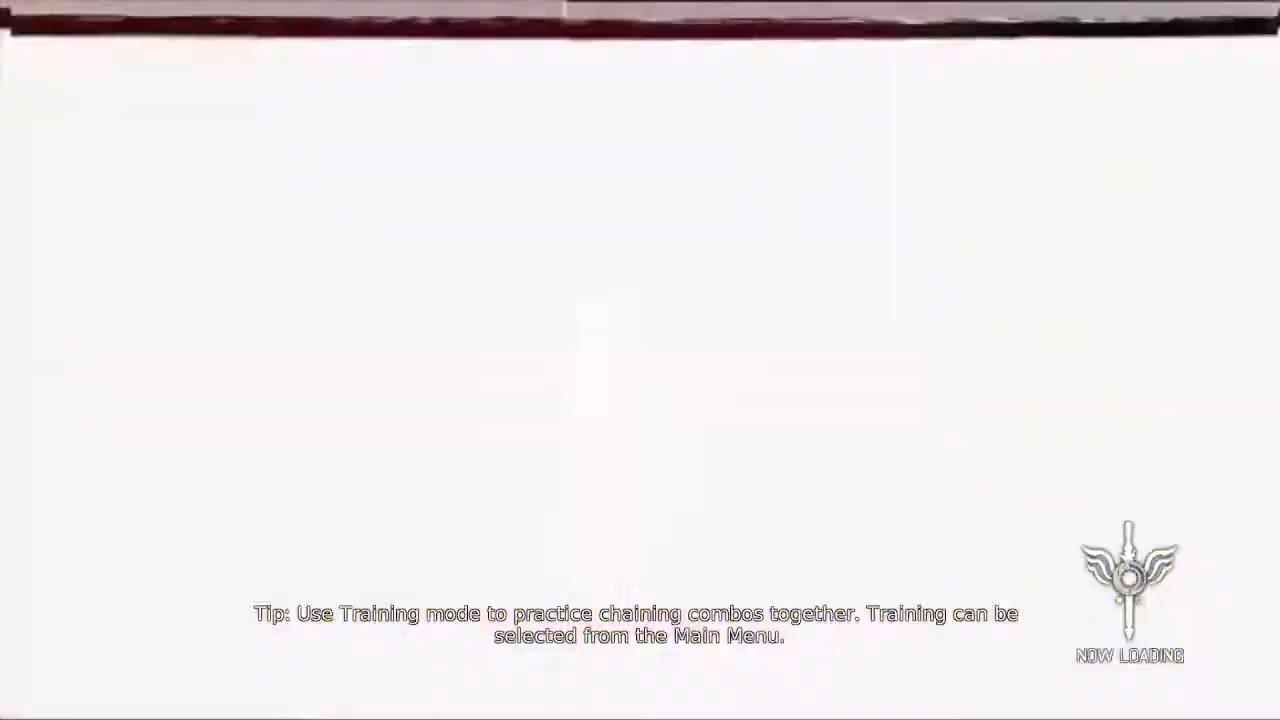 Tip: Use Training mode to practice chaining combos together. Training can be
selected from the Main Menu.
NOW LOADING